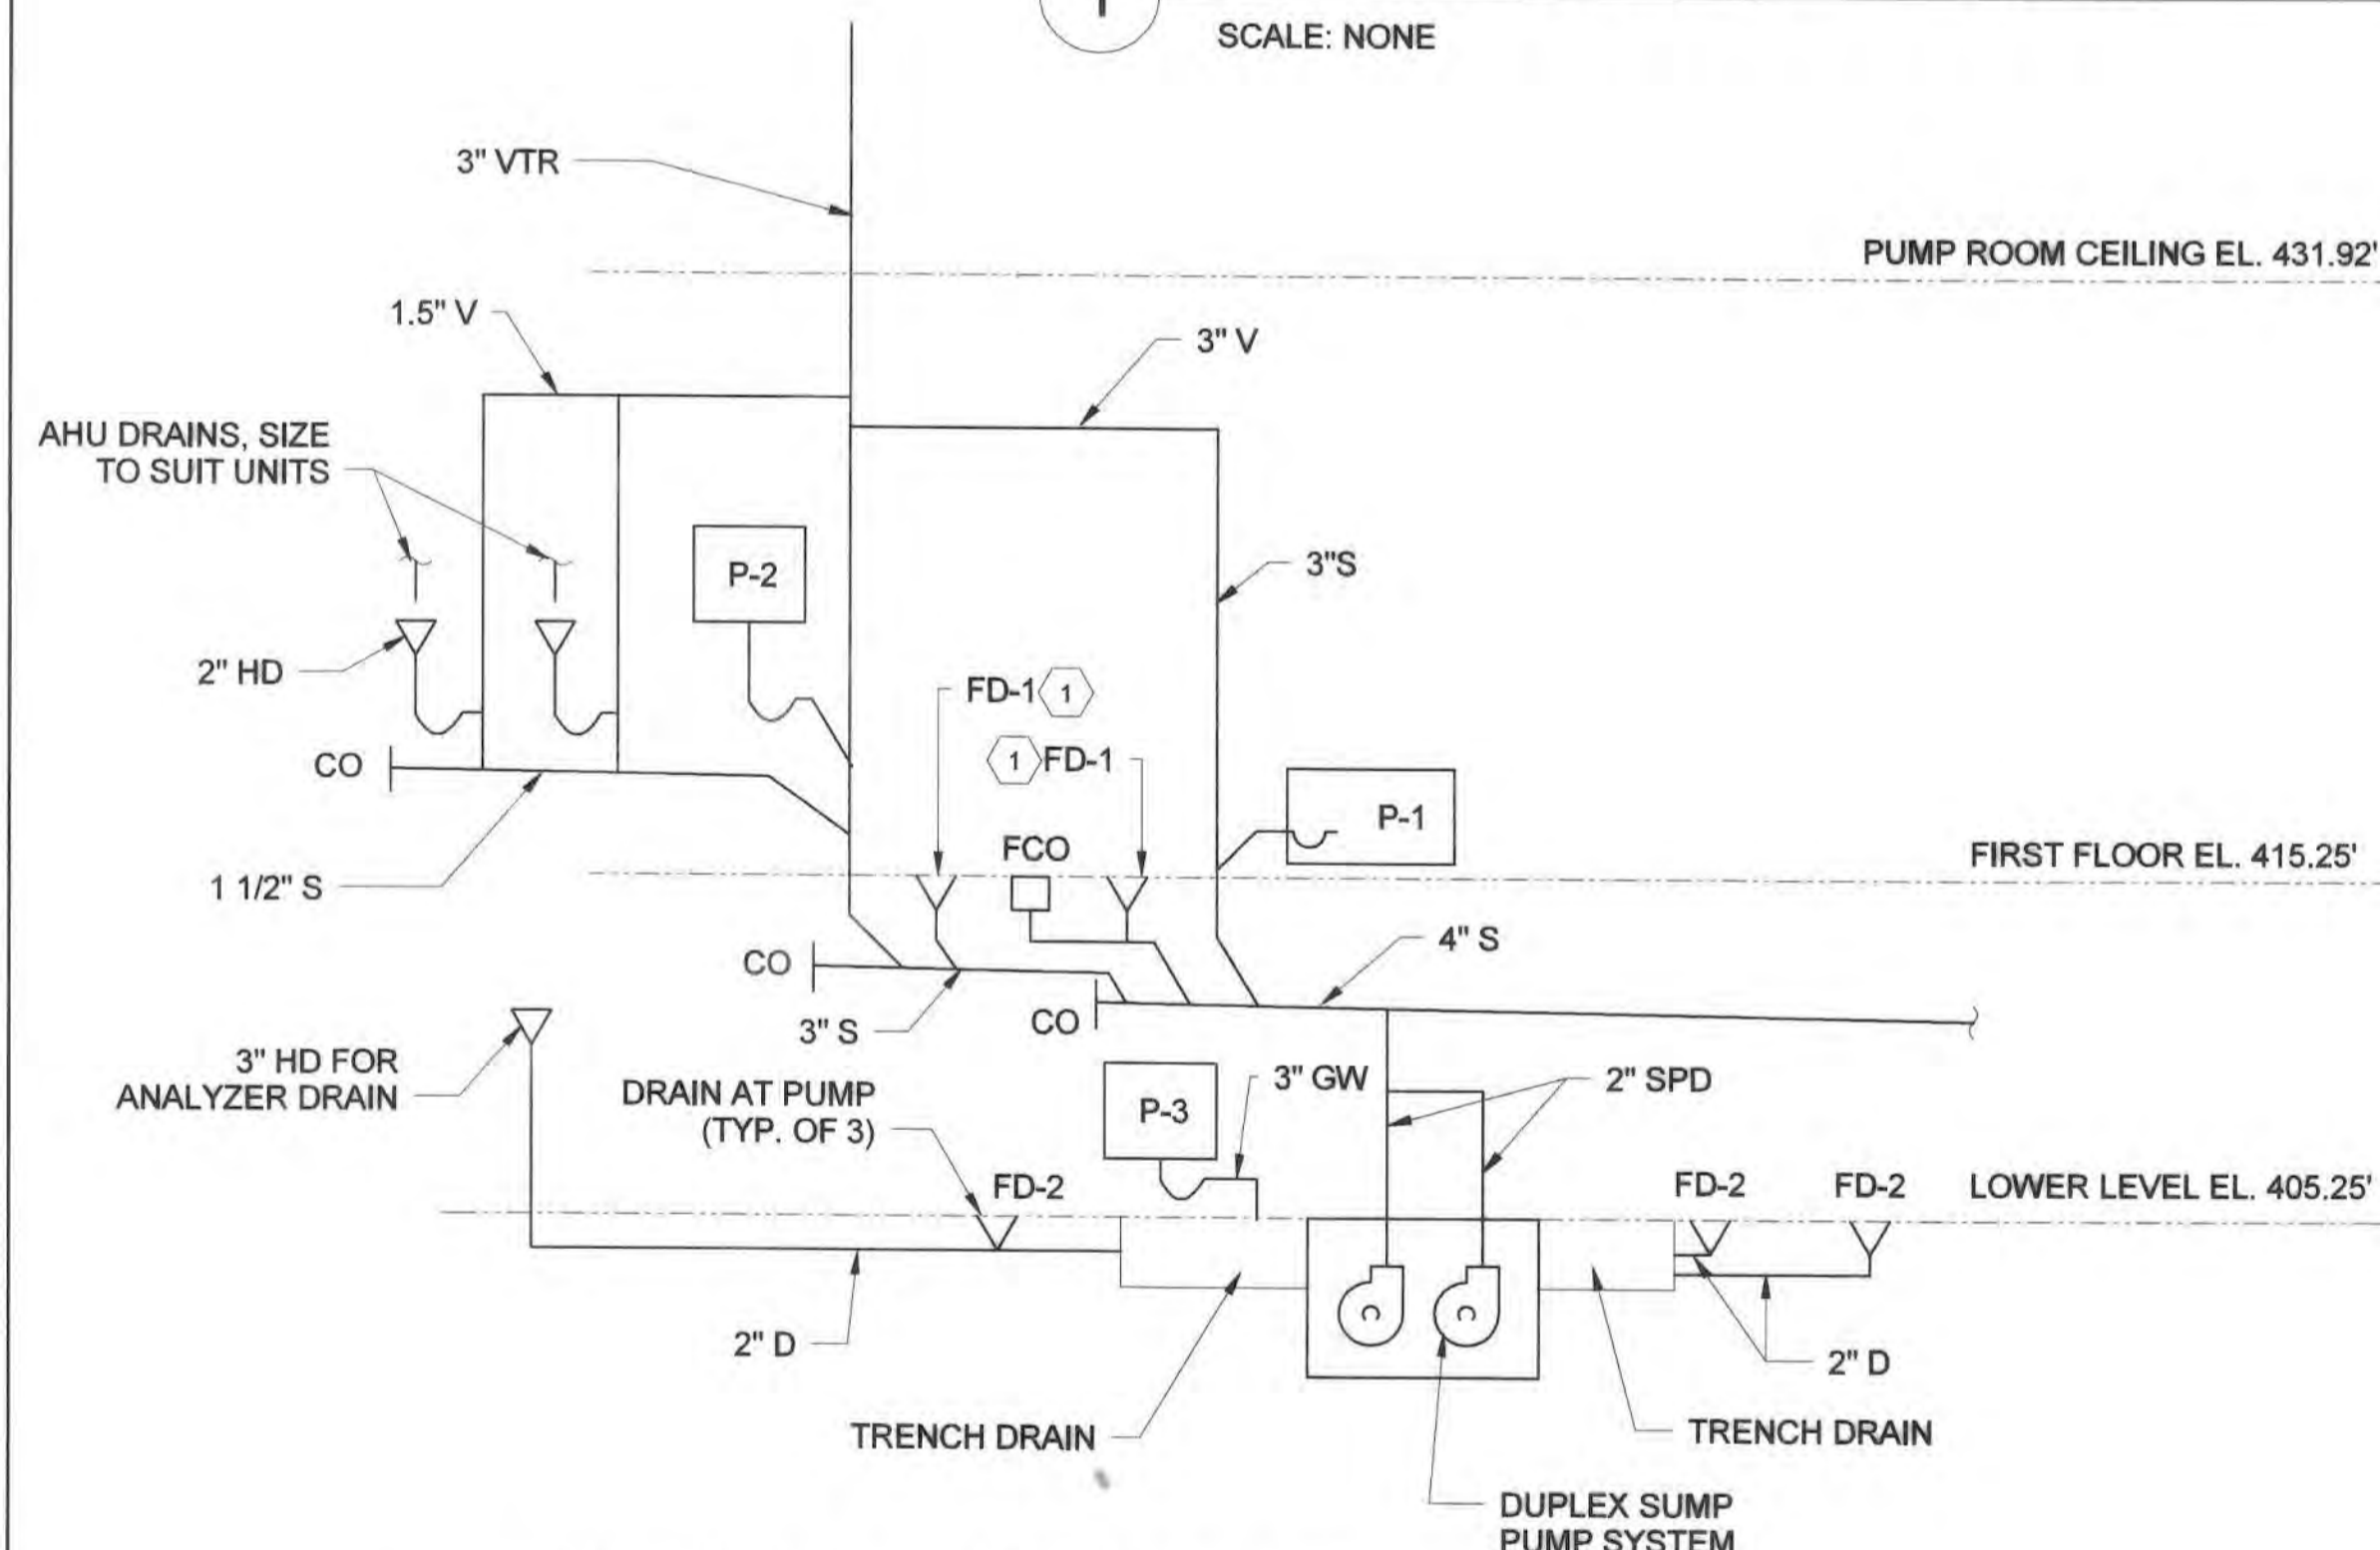 SCALE: NONE
3" VTR
PUMP ROOM CEILING EL. 431.92'
1.5" V
3" V
AHU DRAINS, SIZE
TO SUIT UNITS
P-2
3"S
2" HD
FD-1 1
1 FD-1
CO
P-1
FCO
FIRST FLOOR EL. 415.25'
1 1/2" S
4" S
CO
3" S
CO
3" HD FOR
ANALYZER DRAIN
DRAIN AT PUMP
(TYP. OF 3)
P-3
3" GW
2" SPD
FD-2
FD-2
FD-2
LOWER LEVEL EL. 405.25'
C
C
2" D
2" D
TRENCH DRAIN
TRENCH DRAIN
DUPLEX SUMP
PUMP SYSTEM